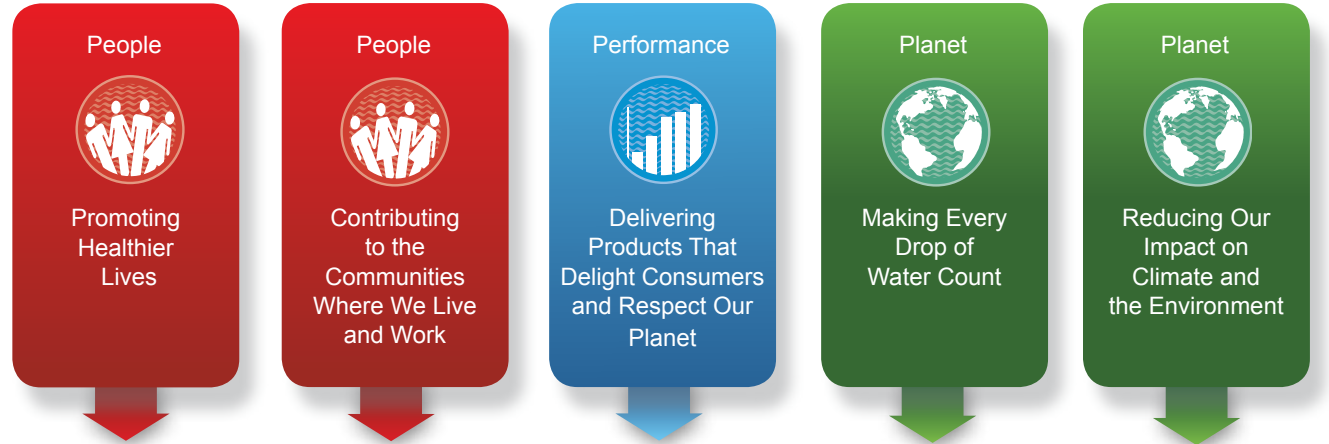 People
Promoting
Healthier
Lives
People
Contributing
to the
Communities
Where We Live
and Work
Performance
Delivering
Products That
Delight Consumers
and Respect Our
Planet
Planet
Making Every
Drop of
Water Count
Planet
Reducing Our
Impact on
Climate and
the Environment